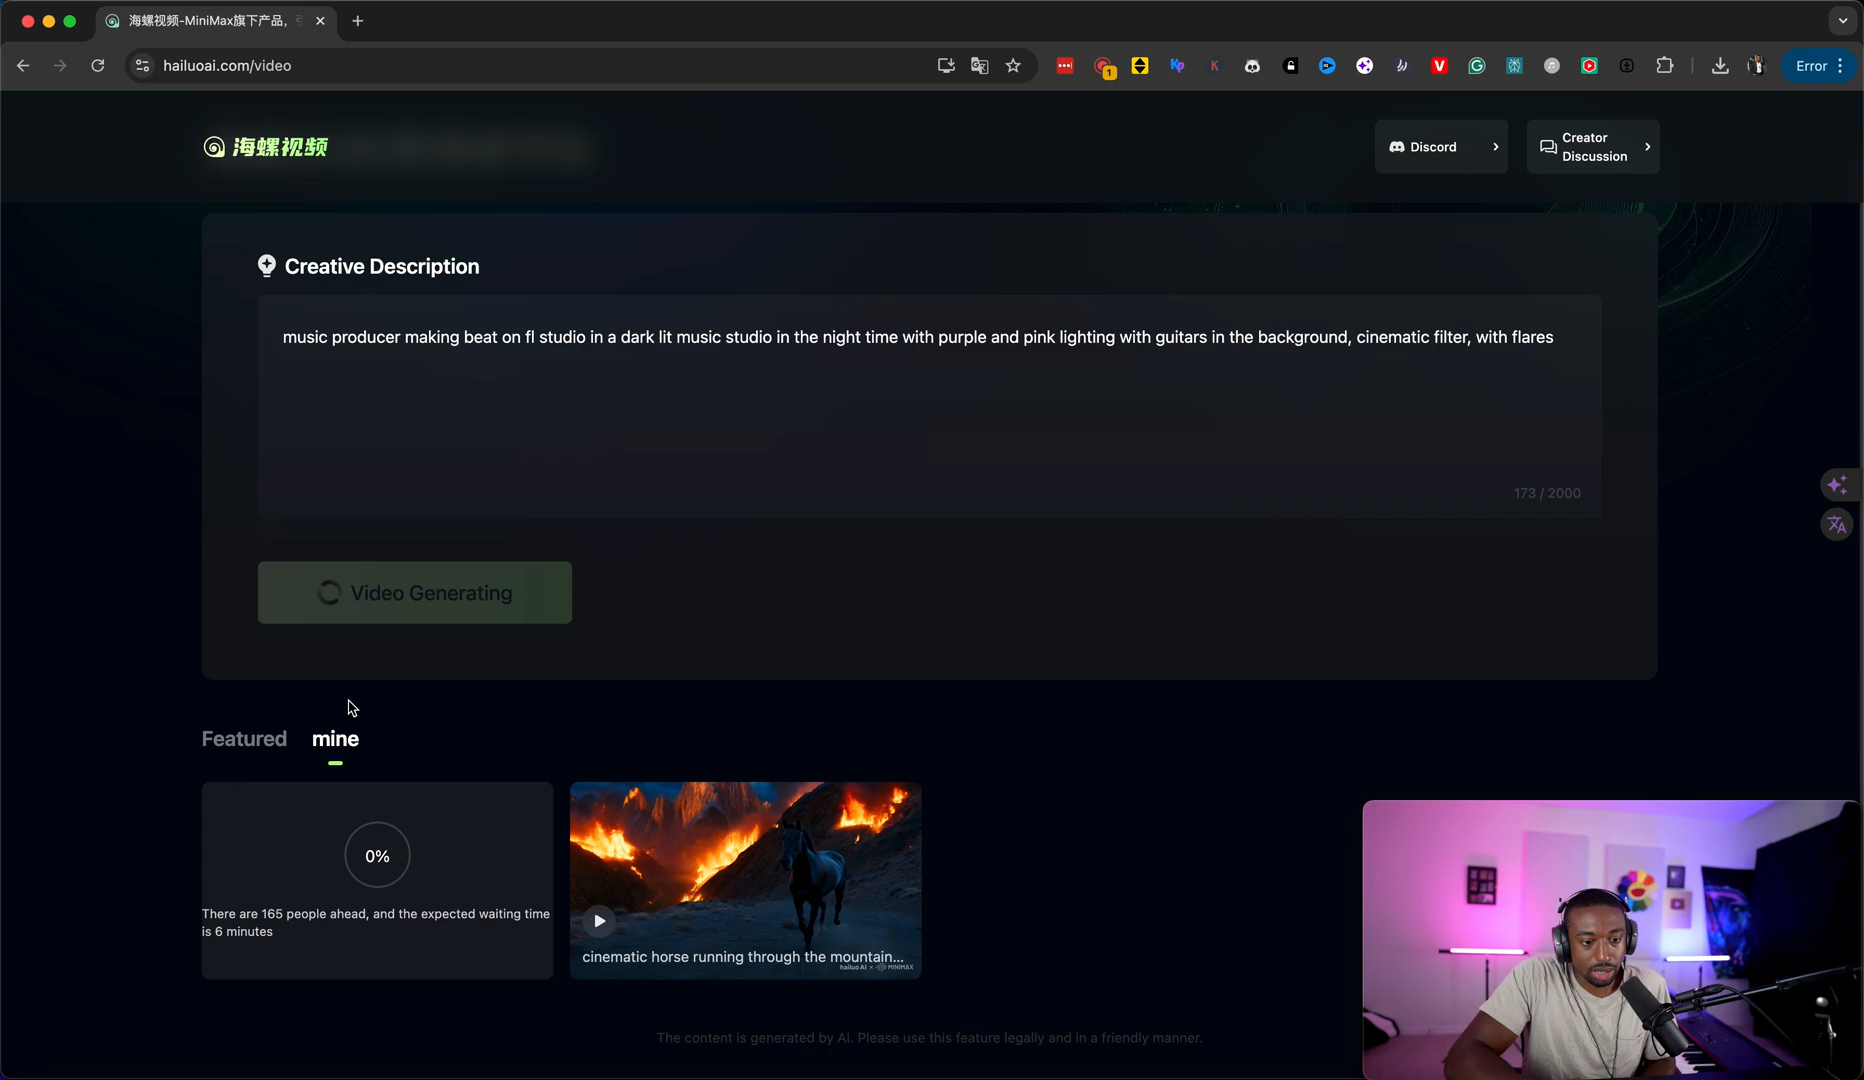 海螺视频-MiniMax旗下产品,
hailuoai.com/video
1
Kp
K
V
Error
海螺视频
Discord
Creator
Discussion
Creative Description
music producer making beat on fl studio in a dark lit music studio in the night time with purple and pink lighting with guitars in the background, cinematic filter, with flares
173 / 2000
Video Generating
Featured
mine
0%
There are 165 people ahead, and the expected waiting time
is 6 minutes
cinematic horse running through the mountain...
hailuo AI × MINIMAX
The content is generated by AI. Please use this feature legally and in a friendly manner.